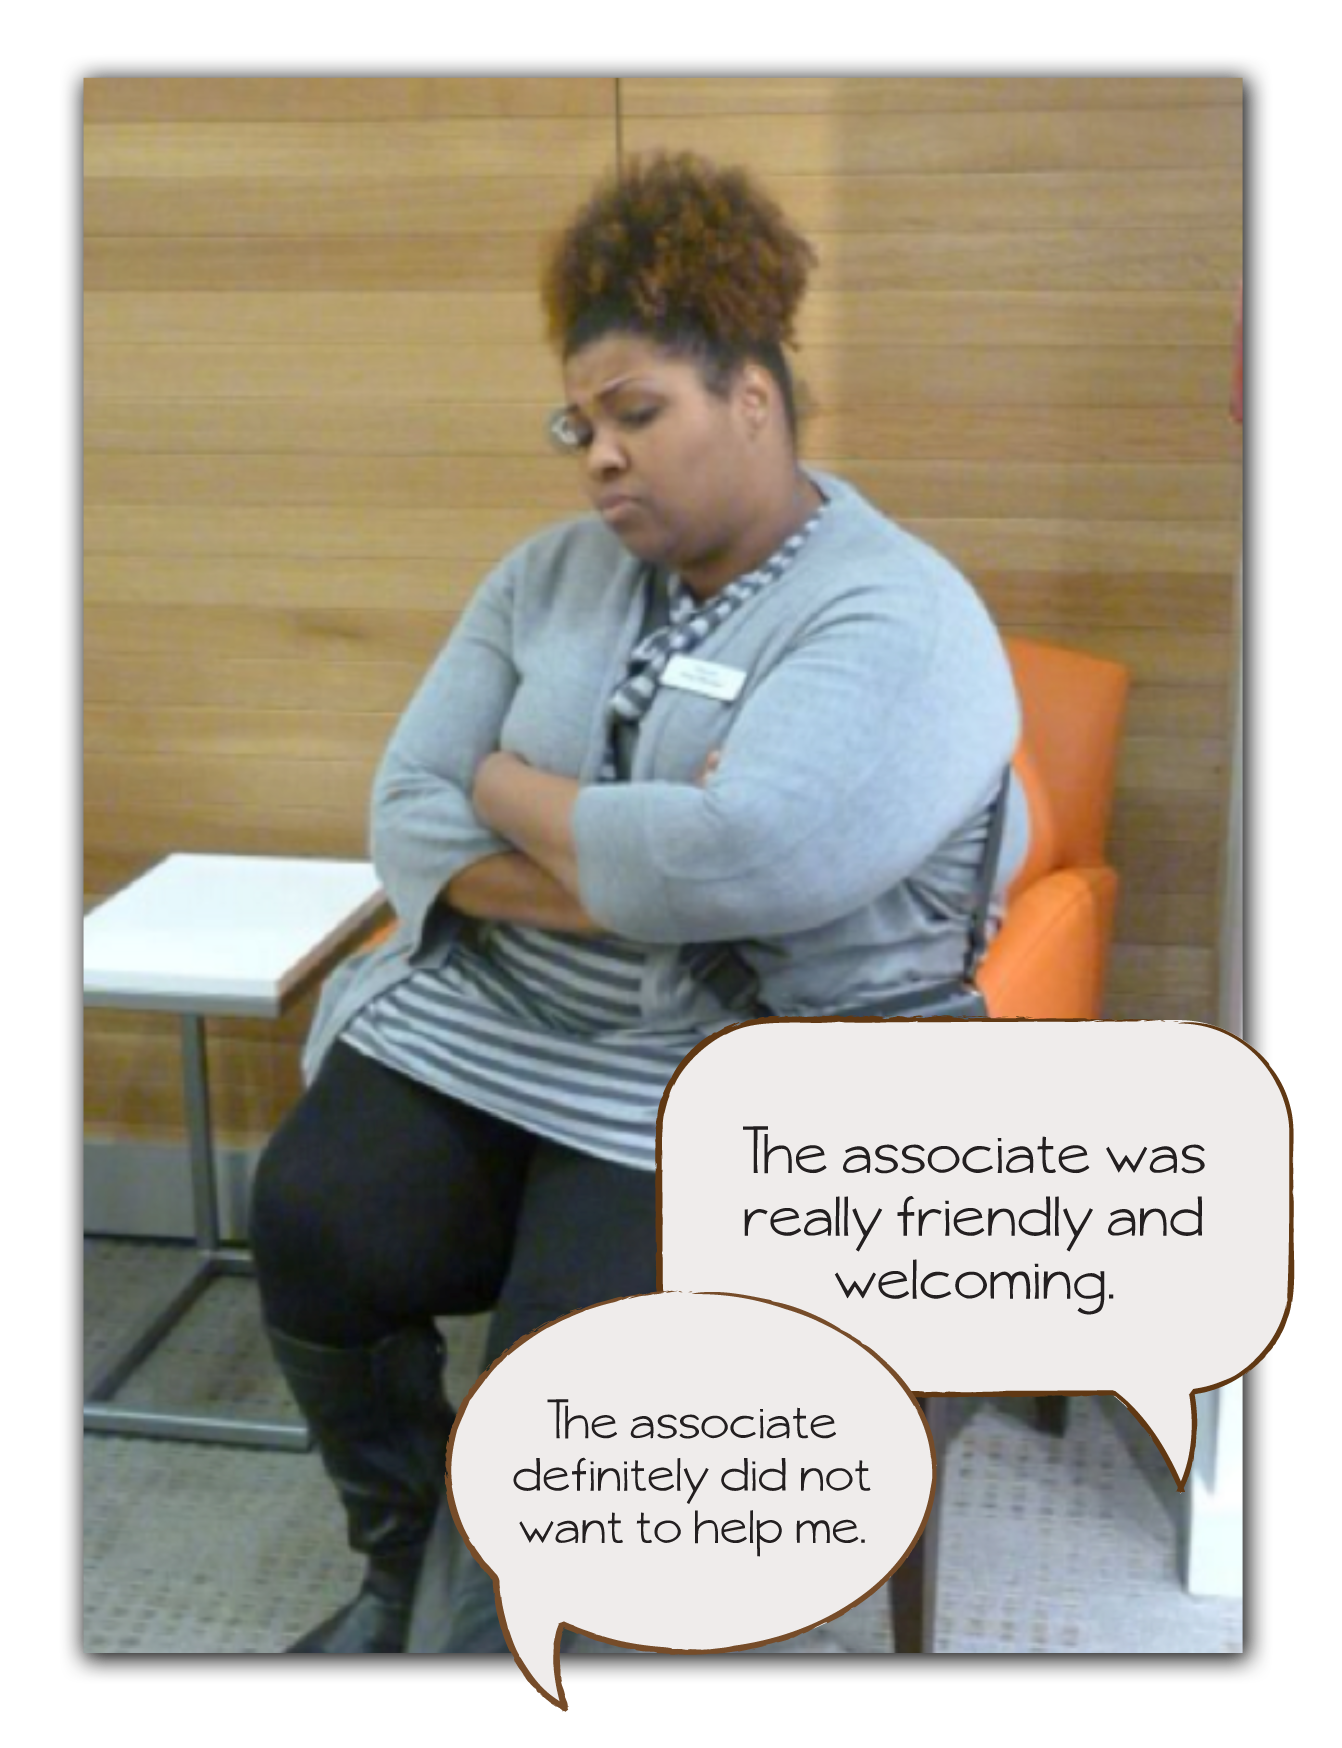 The associate was
really friendly and
welcoming.
The associate
definitely did not
want to help me.